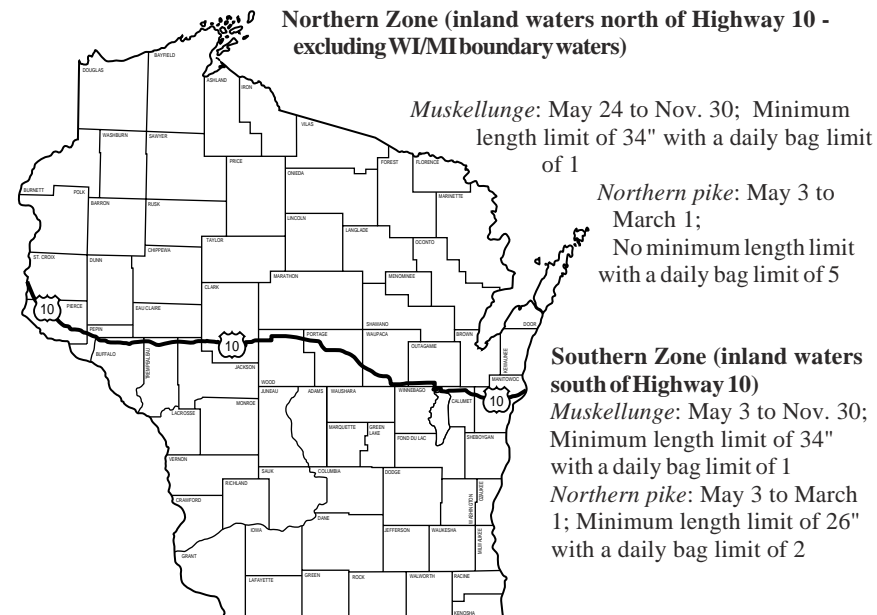 Northern Zone (inland waters north of Highway 10 -
excluding WI/MI boundary waters)
Muskellunge: May 24 to Nov. 30; Minimum
length limit of 34" with a daily bag limit
of 1
Northern pike: May 3 to
March 1;
No minimum length limit
with a daily bag limit of 5
Southern Zone (inland waters
south of Highway 10)
Muskellunge: May 3 to Nov. 30;
Minimum length limit of 34"
with a daily bag limit of 1
Northern pike: May 3 to March
1; Minimum length limit of 26"
with a daily bag limit of 2
BAYFIELD
DOUGLAS
ASHLAND
IRON
VILAS
WASHBURN
SAWYER
PRICE
ONEIDA
FOREST
FLORENCE
BURNETT
POLK
BARRON
RUSK
MARINETTE
LINCOLN
LANGLADE
TAYLOR
CHIPPEWA
OCONTO
ST. CROIX
DUNN
MARATHON
MENOMINEE
CLARK
10
PIERCE
EAU CLAIRE
SHAWANO
DOOR
PEPIN
BUFFALO
TREMPEALEAU
10
JACKSON
WOOD
PORTAGE
WAUPACA
OUTAGAMIE
BROWN
KEWAUNEE
MANITOWOC
10
LACROSSE
MONROE
JUNEAU
ADAMS
WAUSHARA
WINNEBAGO
CALUMET
MARQUETTE
GREEN
LAKE
FOND DU LAC
SHEBOYGAN
VERNON
SAUK
COLUMBIA
DODGE
CRAWFORD
RICHLAND
WASHINGTON
OZUKEE
DANE
IOWA
JEFFERSON
WAUKESHA
MILWAUKEE
GRANT
LAFAYETTE
GREEN
ROCK
WALWORTH
RACINE
KENOSHA